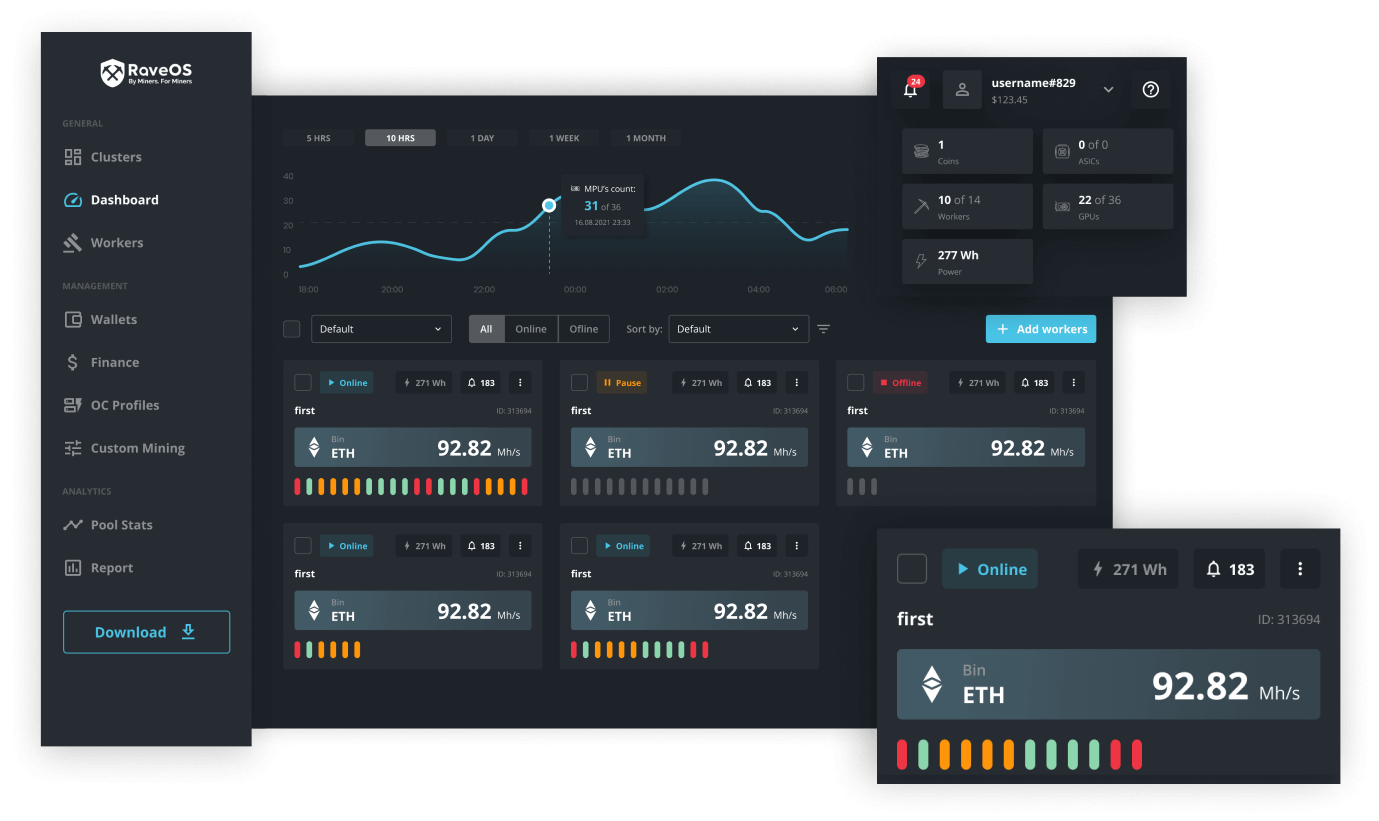 RaveOS
By Miners. For Miners
GENERAL
Clusters
Dashboard
Workers
MANAGEMENT
Wallets
Finance
OC Profiles
Custom Mining
ANALYTICS
Pool Stats
Report
Download
5 HRS 10 HRS 1 DAY 1 WEEK 1 MONTH
40
30
20
10
0
MPU's count:
31 of 36
16.08.2021 23:33
18:00 20:00 22:00 00:00 02:00 04:00 06:00
Default All Online Ofline Sort by: Default + Add workers
Online 271 Wh 183
first ID: 313694
Bin
ETH 92.82 Mh/s
Pause 271 Wh 183
first ID: 313694
Bin
ETH 92.82 Mh/s
Offline 271 Wh 183
first ID: 313694
Bin
ETH 92.82 Mh/s
Online 271 Wh 183
first ID: 313694
Bin
ETH 92.82 Mh/s
Online 271 Wh 183
first ID: 313694
Bin
ETH 92.82 Mh/s
24
username#829
$123.45
1
Coins
0 of 0
ASICs
10 of 14
Workers
22 of 36
GPUs
277 Wh
Power
Online 271 Wh 183
first ID: 313694
Bin
ETH 92.82 Mh/s